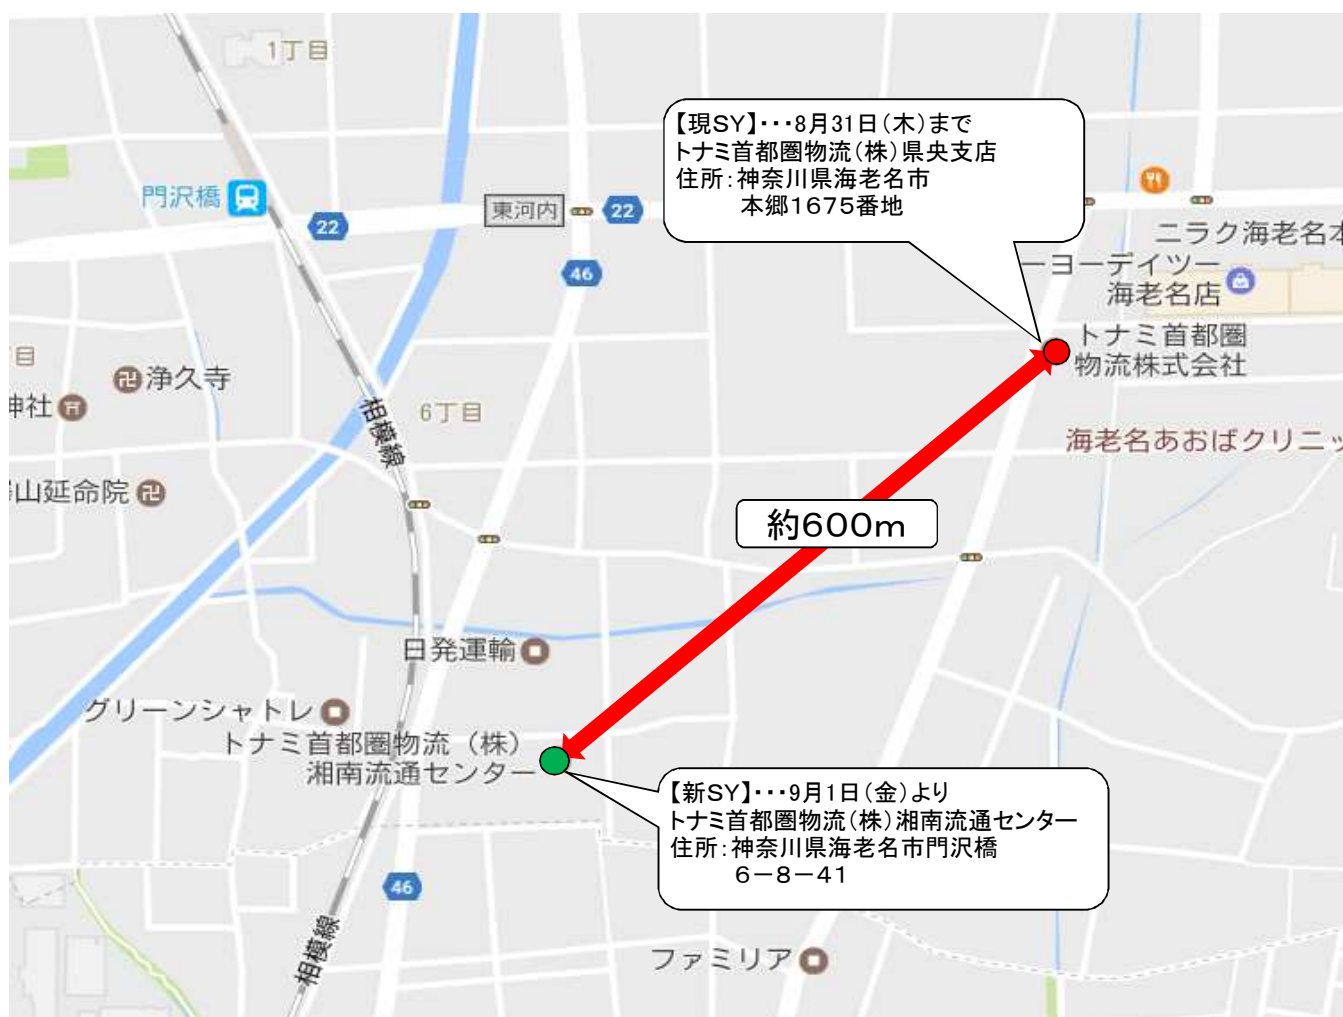 1丁目
【現SY】・・・8月31日(木)まで
トナミ首都圏物流(株)県央支店
住所:神奈川県海老名市
本郷1675番地
門沢橋
22
東河内
22
46
ニラク海老名本
ーヨーデイツー
海老名店
トナミ首都圏
物流株式会社
目
浄久寺
神社
相模線
6丁目
海老名あおばクリニッ
山延命院
約600m
日発運輸
グリーンシャトレ
トナミ首都圏物流(株)
湘南流通センター
【新SY】・・・9月1日(金)より
トナミ首都圏物流(株)湘南流通センター
住所:神奈川県海老名市門沢橋
6-8-41
46
相模線
ファミリア